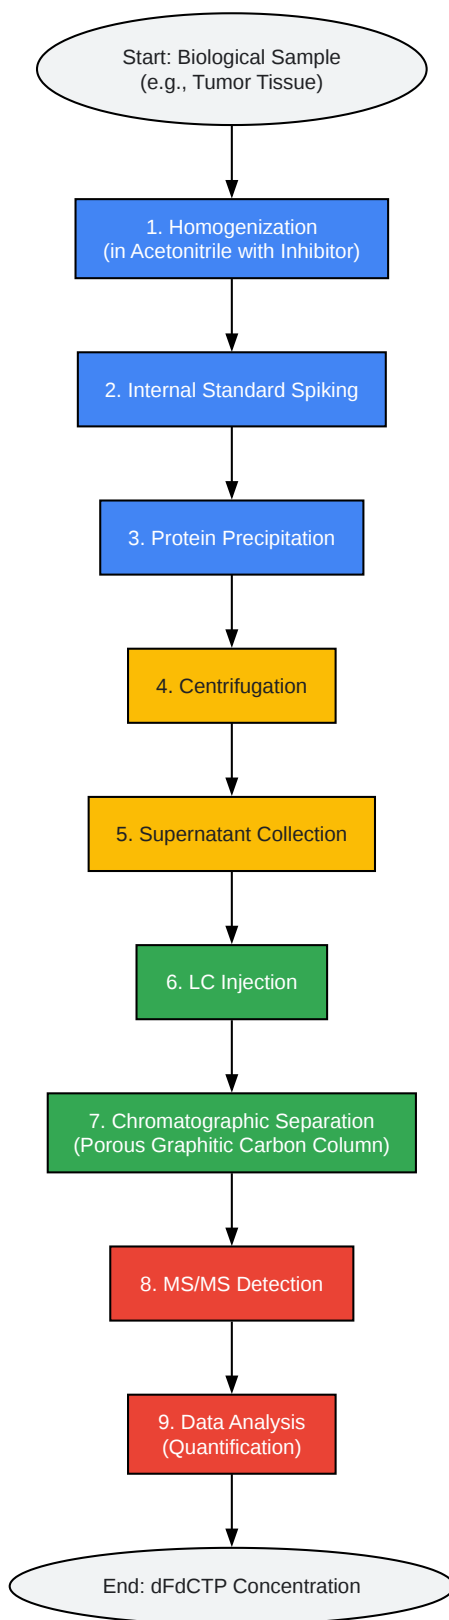 Start: Biological Sample
(e.g., Tumor Tissue)
1. Homogenization
(in Acetonitrile with Inhibitor)
2. Internal Standard Spiking
3. Protein Precipitation
4. Centrifugation
5. Supernatant Collection
6. LC Injection
7. Chromatographic Separation
(Porous Graphitic Carbon Column)
8. MS/MS Detection
9. Data Analysis
(Quantification)
End: dFdCTP Concentration